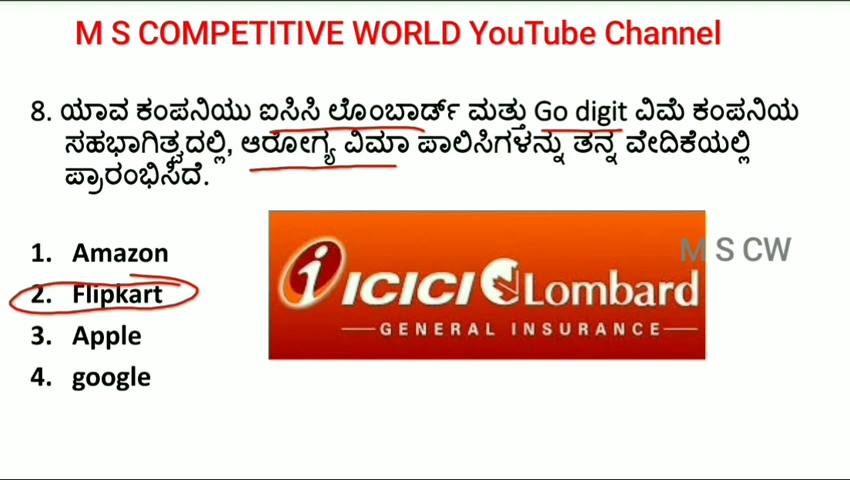 M S COMPETITIVE WORLD YouTube Channel
8. ಯಾವ ಕಂಪನಿಯು ಐಸಿಸಿ ಲೊಂಬಾರ್ಡ್ ಮತ್ತು Go digit ವಿಮೆ ಕಂಪನಿಯ
ಸಹಭಾಗಿತ್ವದಲ್ಲಿ, ಆರೋಗ್ಯ ವಿಮಾ ಪಾಲಿಸಿಗಳನ್ನು ತನ್ನ ವೇದಿಕೆಯಲ್ಲಿ
ಪ್ರಾರಂಭಿಸಿದೆ.
1. Amazon
2. Flipkart
3. Apple
4. google
M S CW
ICICI Lombard
GENERAL INSURANCE